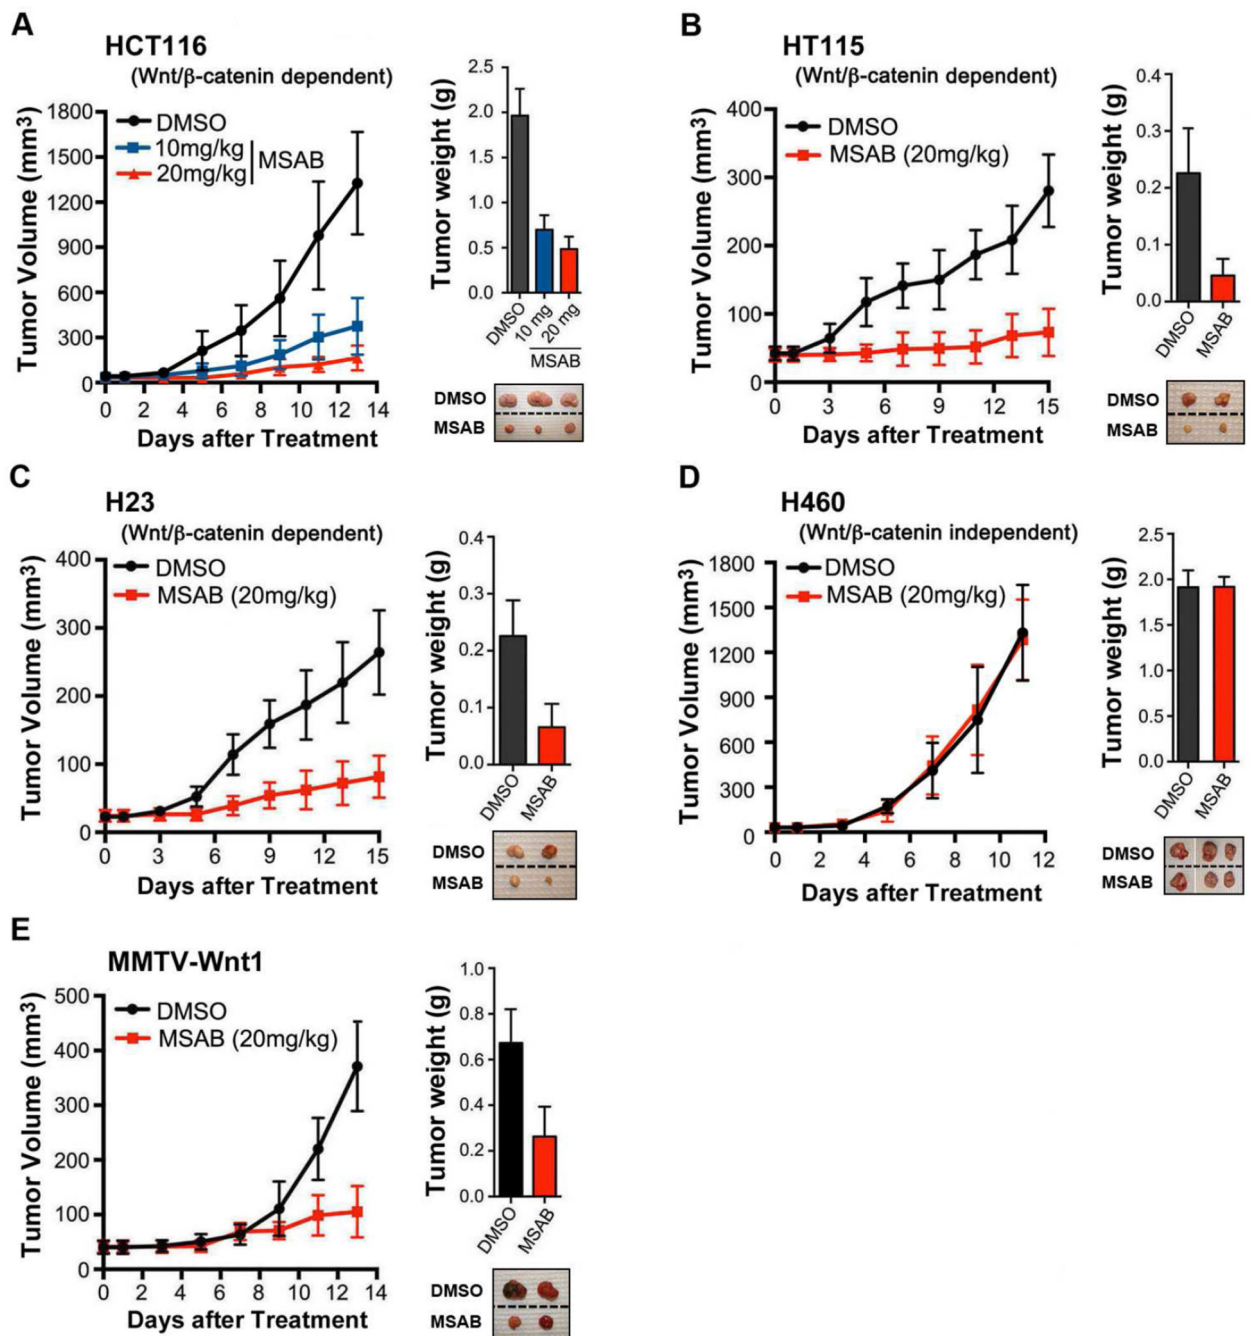 A
HCT116
(Wnt/β-catenin dependent)
Tumor Volume (mm3)
1800
1500
1200
900
600
300
0
DMSO
10mg/kg
20mg/kg
MSAB
0 2 4 6 8 10 12 14
Days after Treatment
Tumor weight (g)
2.5
2.0
1.5
1.0
0.5
0.0
DMSO
10 mg
20 mg
MSAB
DMSO
MSAB
B
HT115
(Wnt/β-catenin dependent)
Tumor Volume (mm3)
400
300
200
100
0
DMSO
MSAB (20mg/kg)
0 3 6 9 12 15
Days after Treatment
Tumor weight (g)
0.4
0.3
0.2
0.1
0.0
DMSO
MSAB
DMSO
MSAB
C
H23
(Wnt/β-catenin dependent)
Tumor Volume (mm3)
400
300
200
100
0
DMSO
MSAB (20mg/kg)
0 3 6 9 12 15
Days after Treatment
Tumor weight (g)
0.4
0.3
0.2
0.1
0.0
DMSO
MSAB
DMSO
MSAB
D
H460
(Wnt/β-catenin independent)
Tumor Volume (mm3)
1800
1500
1200
900
600
300
0
DMSO
MSAB (20mg/kg)
0 2 4 6 8 10 12
Days after Treatment
Tumor weight (g)
2.5
2.0
1.5
1.0
0.5
0.0
DMSO
MSAB
DMSO
MSAB
E
MMTV-Wnt1
Tumor Volume (mm3)
500
400
300
200
100
0
DMSO
MSAB (20mg/kg)
0 2 4 6 8 10 12 14
Days after Treatment
Tumor weight (g)
1.0
0.8
0.6
0.4
0.2
0.0
DMSO
MSAB
DMSO
MSAB